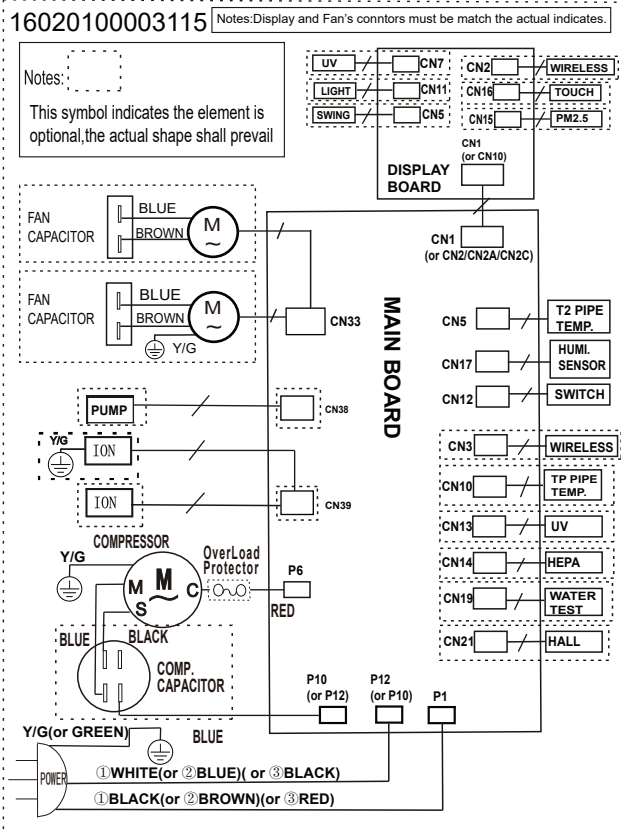 16020100003115
Notes:Display and Fan's conntors must be match the actual indicates.
Notes:
This symbol indicates the element is
optional,the actual shape shall prevail
UV
CN7
LIGHT
CN11
SWING
CN5
CN2
WIRELESS
CN16
TOUCH
CN15
PM2.5
CN1
(or CN10)
DISPLAY
BOARD
CN1
(or CN2/CN2A/CN2C)
FAN
CAPACITOR
BLUE
BROWN
M
~
FAN
CAPACITOR
BLUE
BROWN
Y/G
M
~
CN33
MAIN BOARD
CN5
T2 PIPE
TEMP.
CN17
HUMI.
SENSOR
CN12
SWITCH
PUMP
CN38
Y/G
ION
ION
CN39
CN3
WIRELESS
CN10
TP PIPE
TEMP.
CN13
UV
CN14
HEPA
CN19
WATER
TEST
CN21
HALL
COMPRESSOR
Y/G
M
M
~
C
S
OverLoad
Protector
P6
RED
BLUE
BLACK
COMP.
CAPACITOR
BLUE
P10
(or P12)
P12
(or P10)
P1
Y/G(or GREEN)
POWER
①WHITE(or ②BLUE)( or ③BLACK)
①BLACK(or ②BROWN)(or ③RED)